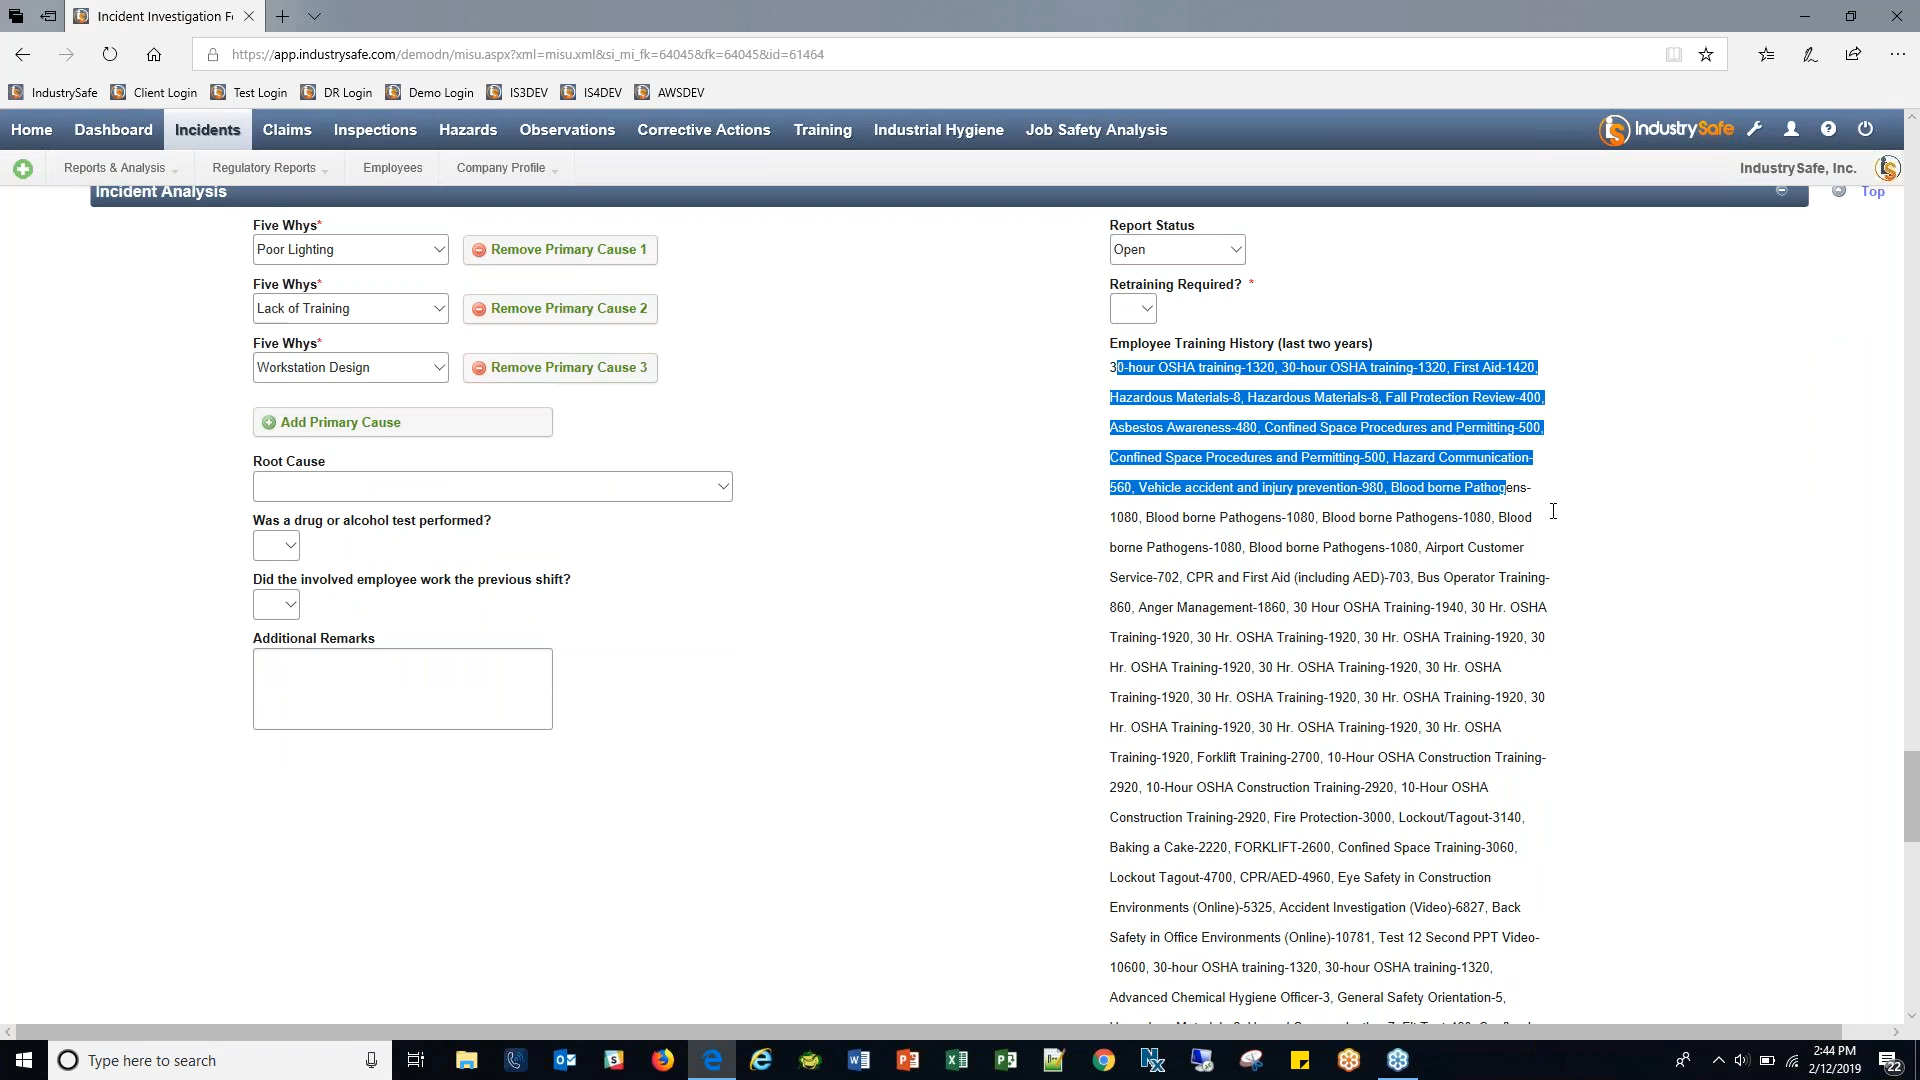 Incident Investigation F
https://app.industrysafe.com/demodn/misu.aspx?xml=misu.xml&si_mi_fk=64045&fk=64045&id=61464
IndustrySafe Client Login Test Login DR Login Demo Login IS3DEV IS4DEV AWSDEV
Home Dashboard Incidents Claims Inspections Hazards Observations Corrective Actions Training Industrial Hygiene Job Safety Analysis IndustrySafe
Reports & Analysis Regulatory Reports Employees Company Profile IndustrySafe, Inc.
Incident Analysis Top
Five Whys*
Poor Lighting Remove Primary Cause 1
Five Whys*
Lack of Training Remove Primary Cause 2
Five Whys*
Workstation Design Remove Primary Cause 3
Add Primary Cause
Root Cause
Was a drug or alcohol test performed?
Did the involved employee work the previous shift?
Additional Remarks
Report Status
Open
Retraining Required? *
Employee Training History (last two years)
30-hour OSHA training-1320, 30-hour OSHA training-1320, First Aid-1420,
Hazardous Materials-8, Hazardous Materials-8, Fall Protection Review-400,
Asbestos Awareness-480, Confined Space Procedures and Permitting-500,
Confined Space Procedures and Permitting-500, Hazard Communication-
560, Vehicle accident and injury prevention-980, Blood borne Pathogens-
1080, Blood borne Pathogens-1080, Blood borne Pathogens-1080, Blood
borne Pathogens-1080, Blood borne Pathogens-1080, Airport Customer
Service-702, CPR and First Aid (including AED)-703, Bus Operator Training-
860, Anger Management-1860, 30 Hour OSHA Training-1940, 30 Hr. OSHA
Training-1920, 30 Hr. OSHA Training-1920, 30 Hr. OSHA Training-1920, 30
Hr. OSHA Training-1920, 30 Hr. OSHA Training-1920, 30 Hr. OSHA
Training-1920, 30 Hr. OSHA Training-1920, 30 Hr. OSHA Training-1920, 30
Hr. OSHA Training-1920, 30 Hr. OSHA Training-1920, 30 Hr. OSHA
Training-1920, Forklift Training-2700, 10-Hour OSHA Construction Training-
2920, 10-Hour OSHA Construction Training-2920, 10-Hour OSHA
Construction Training-2920, Fire Protection-3000, Lockout/Tagout-3140,
Baking a Cake-2220, FORKLIFT-2600, Confined Space Training-3060,
Lockout Tagout-4700, CPR/AED-4960, Eye Safety in Construction
Environments (Online)-5325, Accident Investigation (Video)-6827, Back
Safety in Office Environments (Online)-10781, Test 12 Second PPT Video-
10600, 30-hour OSHA training-1320, 30-hour OSHA training-1320,
Advanced Chemical Hygiene Officer-3, General Safety Orientation-5,
Type here to search
2:44 PM
2/12/2019
22